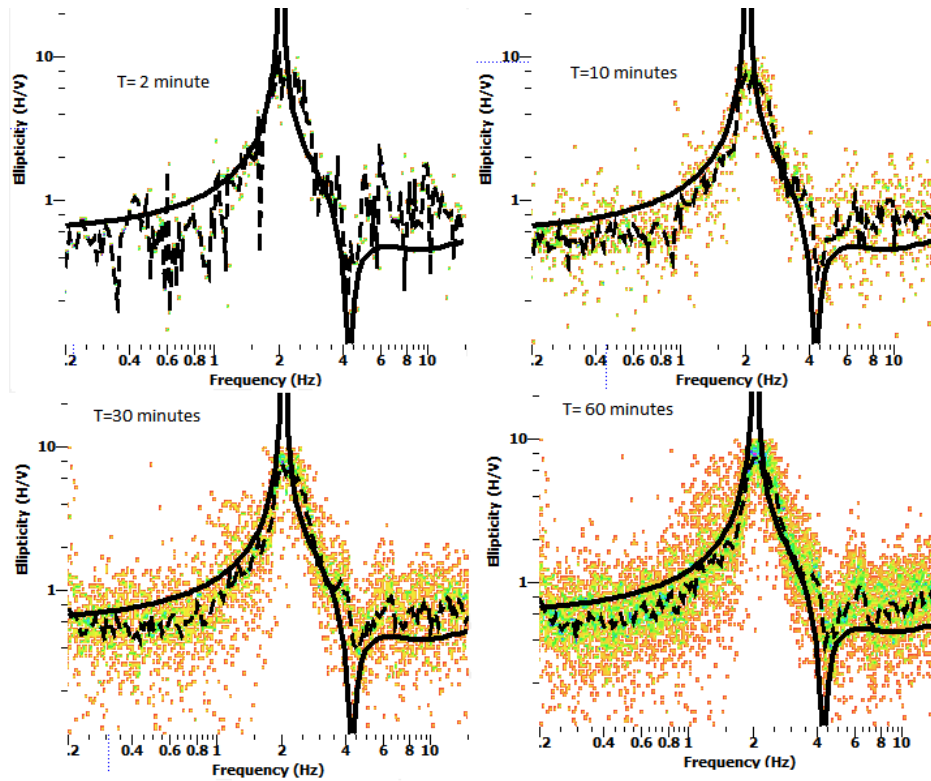 10
T= 2 minute
Ellipticity (H/V)
1
.2 0.4 0.6 0.8 1 2 4 6 8 10
Frequency (Hz)
10
T=10 minutes
Ellipticity (H/V)
1
0.2 0.4 0.6 0.8 1 2 4 6 8 10
Frequency (Hz)
T=30 minutes
10
Ellipticity (H/V)
1
.2 0.4 0.6 0.8 1 2 4 6 8 10
Frequency (Hz)
T= 60 minutes
10
Ellipticity (H/V)
1
.2 0.4 0.6 0.8 1 2 4 6 8 10
Frequency (Hz)